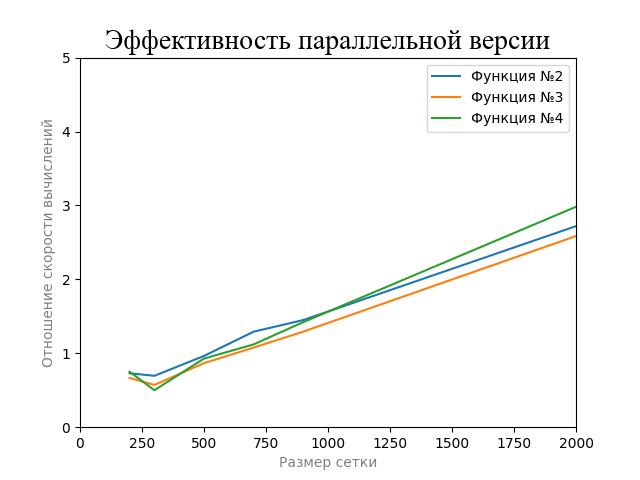 Эффективность параллельной версии
Функция №2
Функция №3
Функция №4
Отношение скорости вычислений
5
4
3
2
1
0
0 250 500 750 1000 1250 1500 1750 2000
Размер сетки